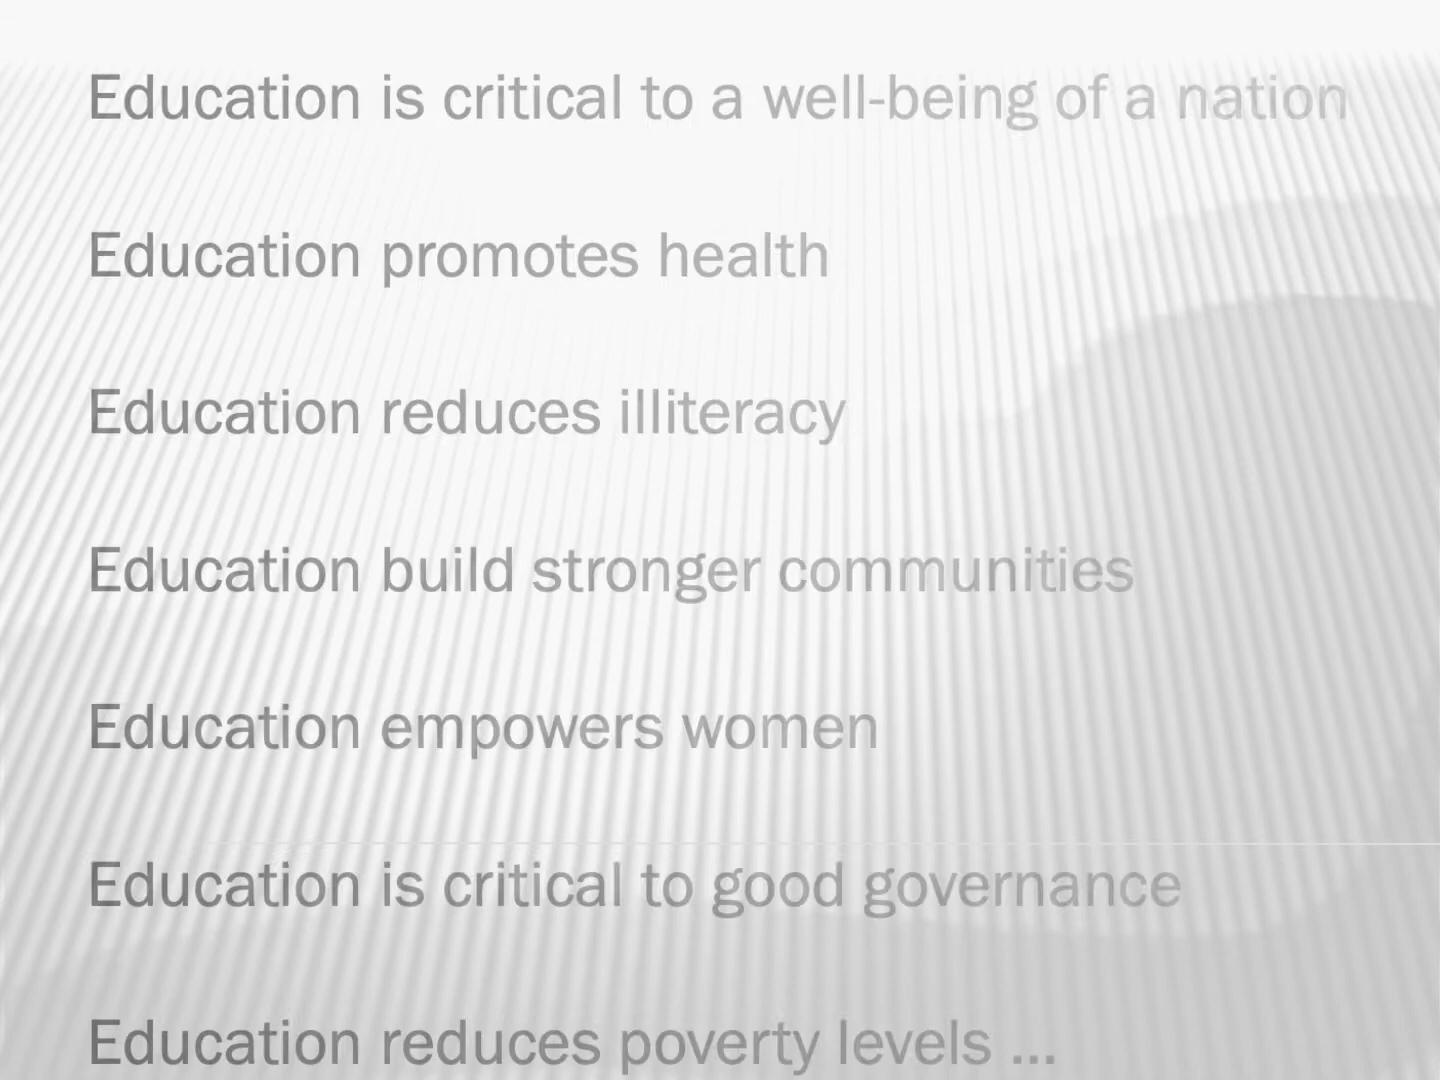 Education is critical to a well-being of a nation
Education promotes health
Education reduces illiteracy
Education build stronger communities
Education empowers women
Education is critical to good governance
Education reduces poverty levels ...